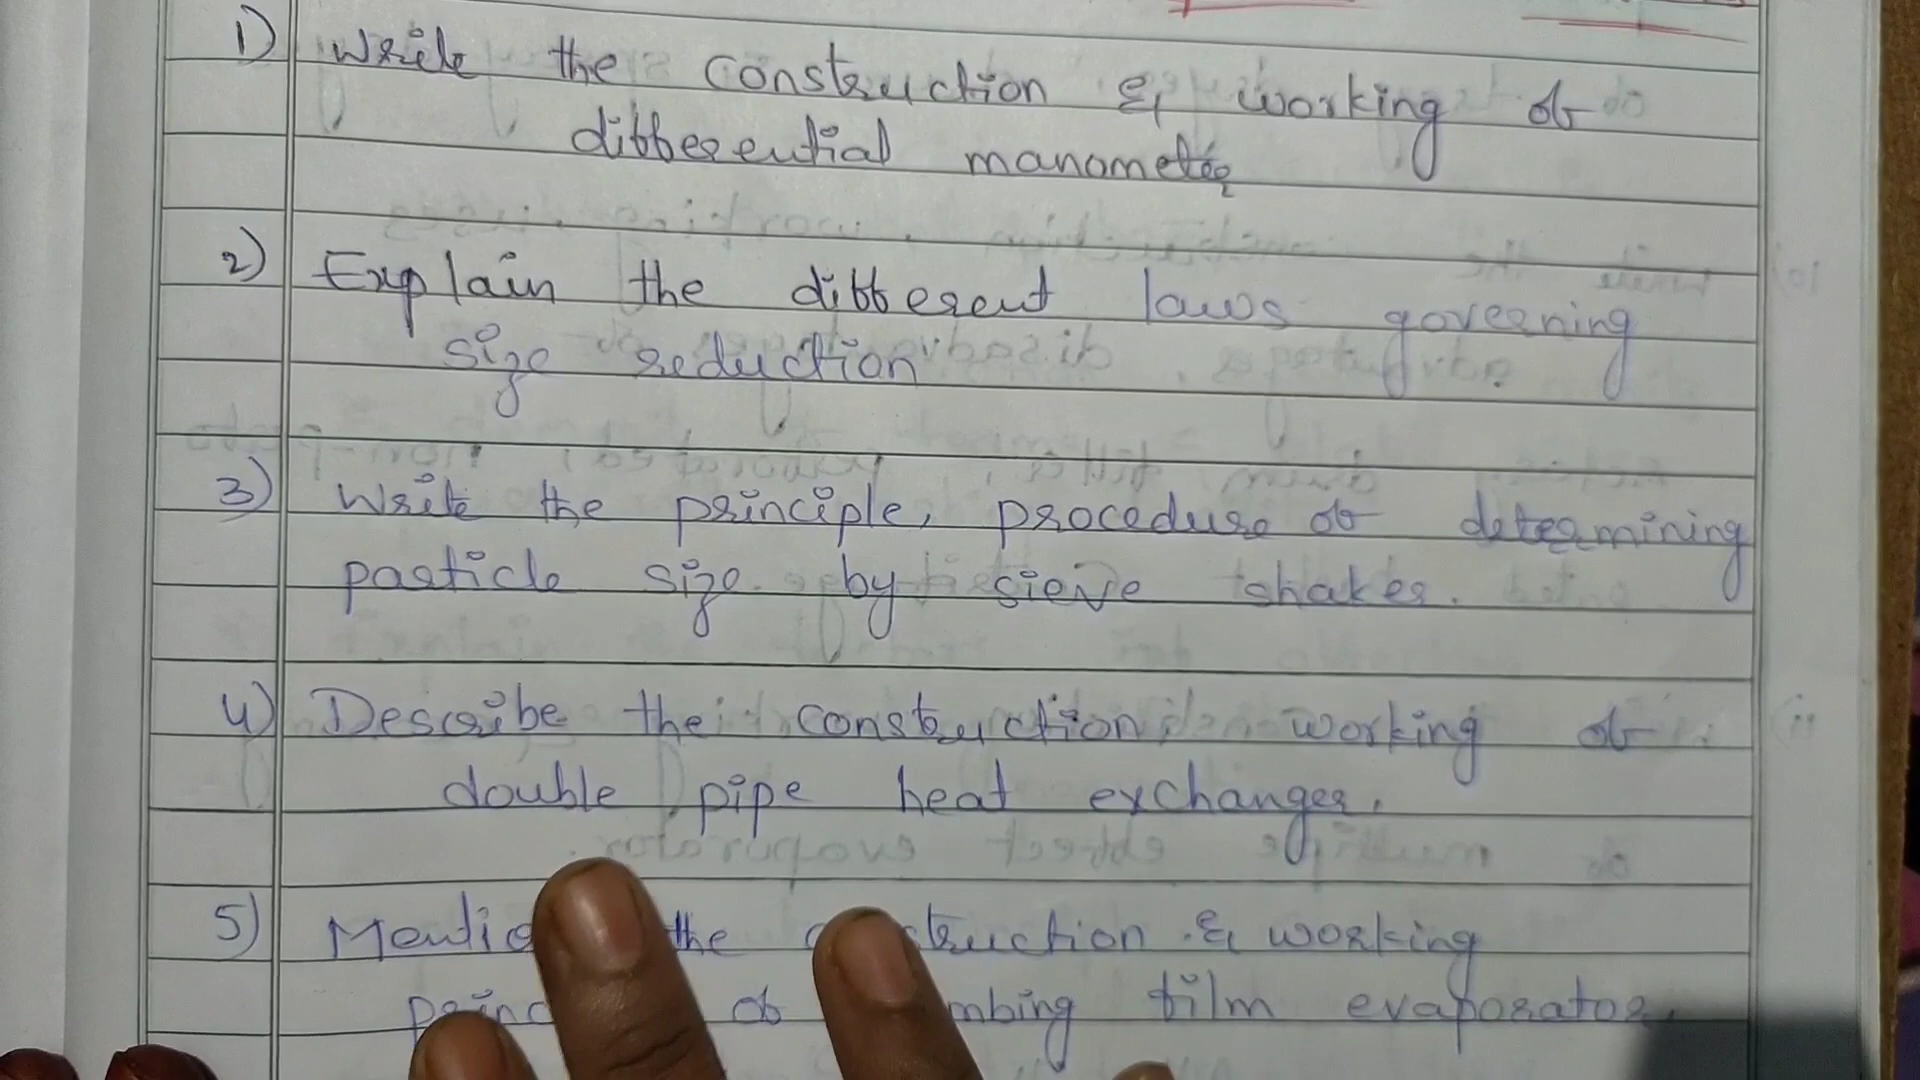 1) Write the construction & working of
differential manometer
2) Explain the different laws governing
size reduction
3) Write the principle, procedure of determining
particle size by sieve shaker.
4) Describe the construction working of
double pipe heat exchanger.
5) the & working
of film evaporator.